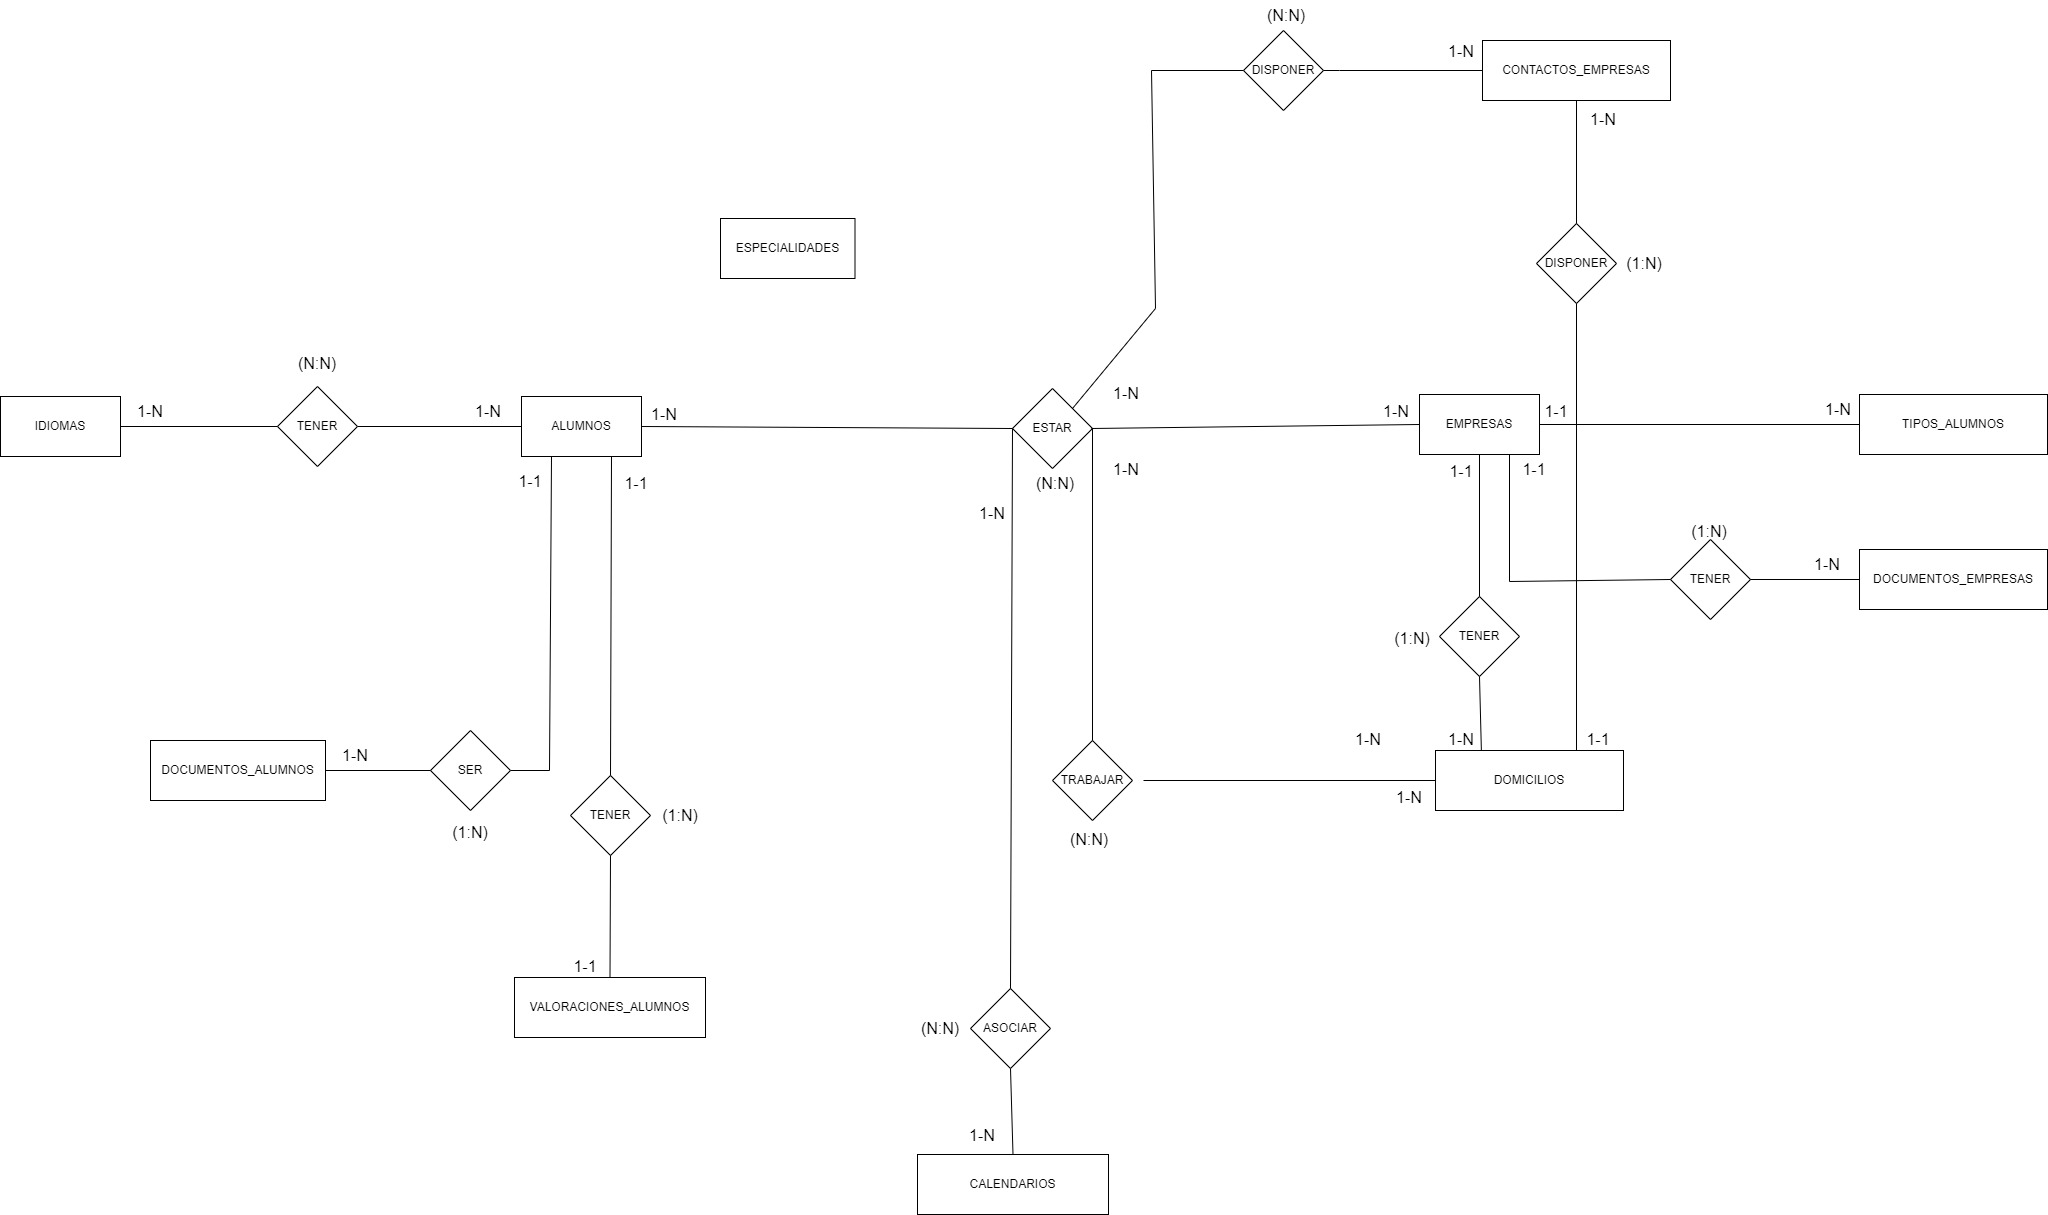 (N:N)
1-N
DISPONER
CONTACTOS_EMPRESAS
1-N
ESPECIALIDADES
DISPONER
(1:N)
(N:N)
1-N
IDIOMAS
1-N
TENER
1-N
ALUMNOS
1-N
ESTAR
(N:N)
1-N
1-N
EMPRESAS
1-1
1-N
TIPOS_ALUMNOS
1-1
1-1
1-N
1-N
1-1
1-1
(1:N)
TENER
1-N
DOCUMENTOS_EMPRESAS
(1:N)
TENER
1-N
1-N
1-1
DOCUMENTOS_ALUMNOS
1-N
SER
(1:N)
TENER
(1:N)
TRABAJAR
(N:N)
DOMICILIOS
1-N
1-1
VALORACIONES_ALUMNOS
(N:N)
ASOCIAR
1-N
CALENDARIOS